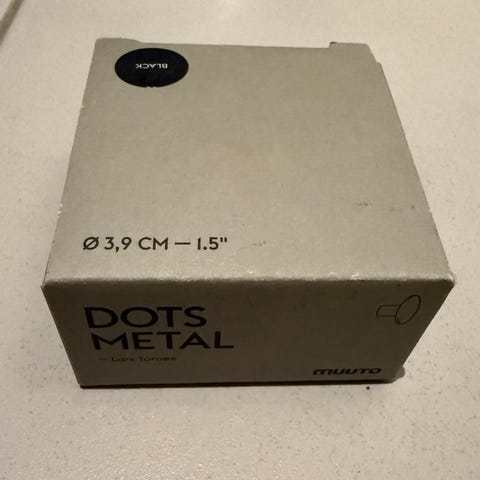 BLACK
Ø 3,9 CM — 1.5"
DOTS
METAL
— Lars Tornøe
muuto